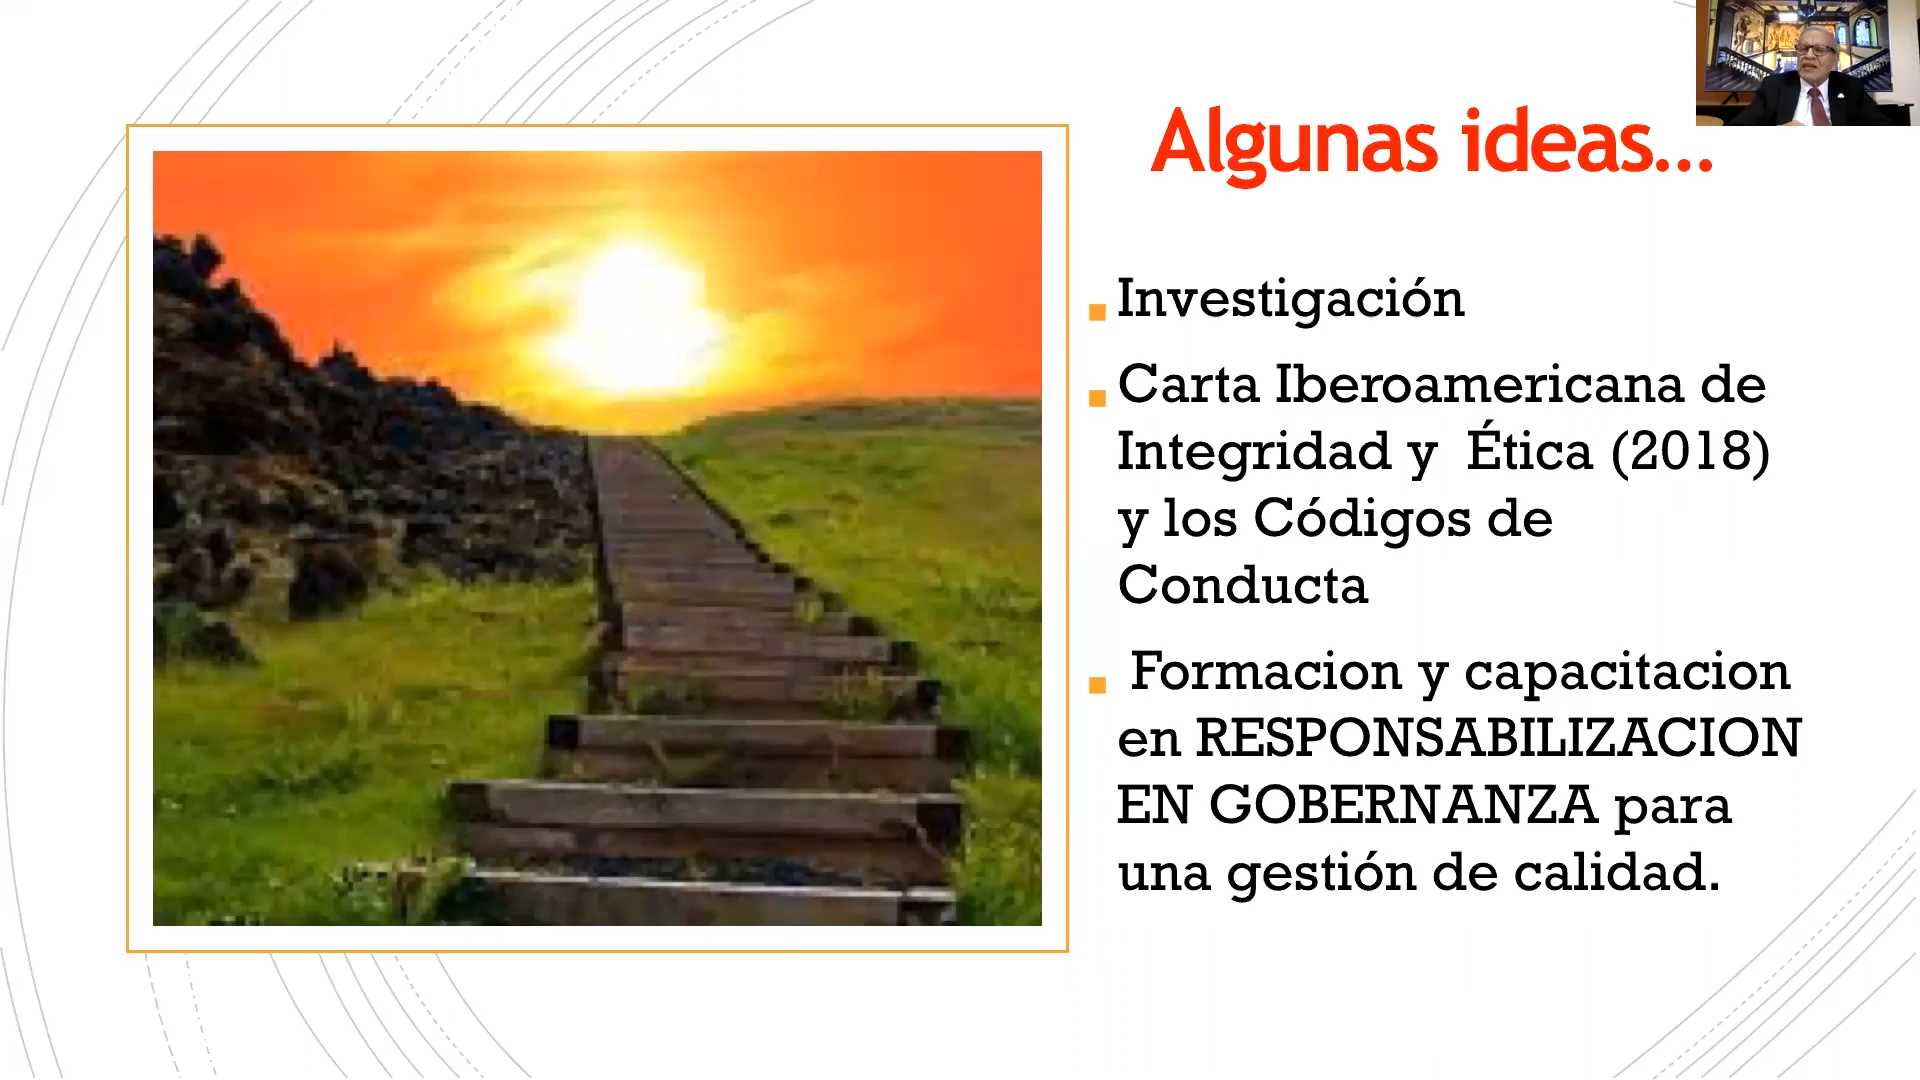 Algunas ideas...
Investigación
Carta Iberoamericana de
Integridad y Ética (2018)
y los Códigos de
Conducta
Formacion y capacitacion
en RESPONSABILIZACION
EN GOBERNANZA para
una gestión de calidad.